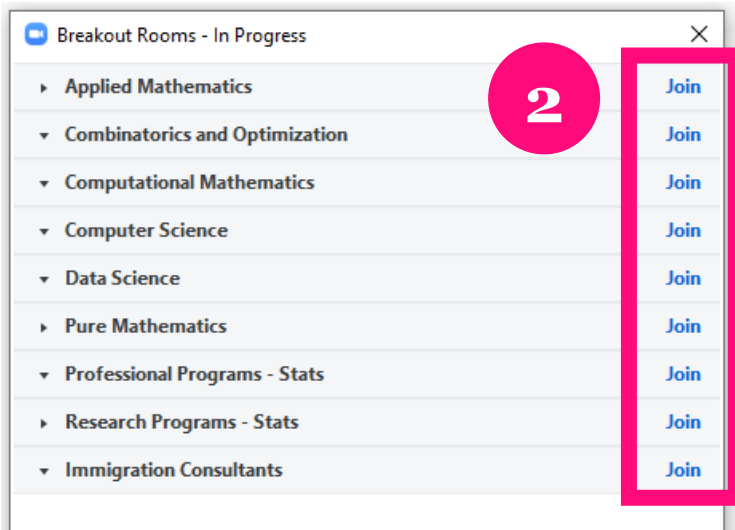 Breakout Rooms - In Progress
2
Applied Mathematics Join
Combinatorics and Optimization Join
Computational Mathematics Join
Computer Science Join
Data Science Join
Pure Mathematics Join
Professional Programs - Stats Join
Research Programs - Stats Join
Immigration Consultants Join